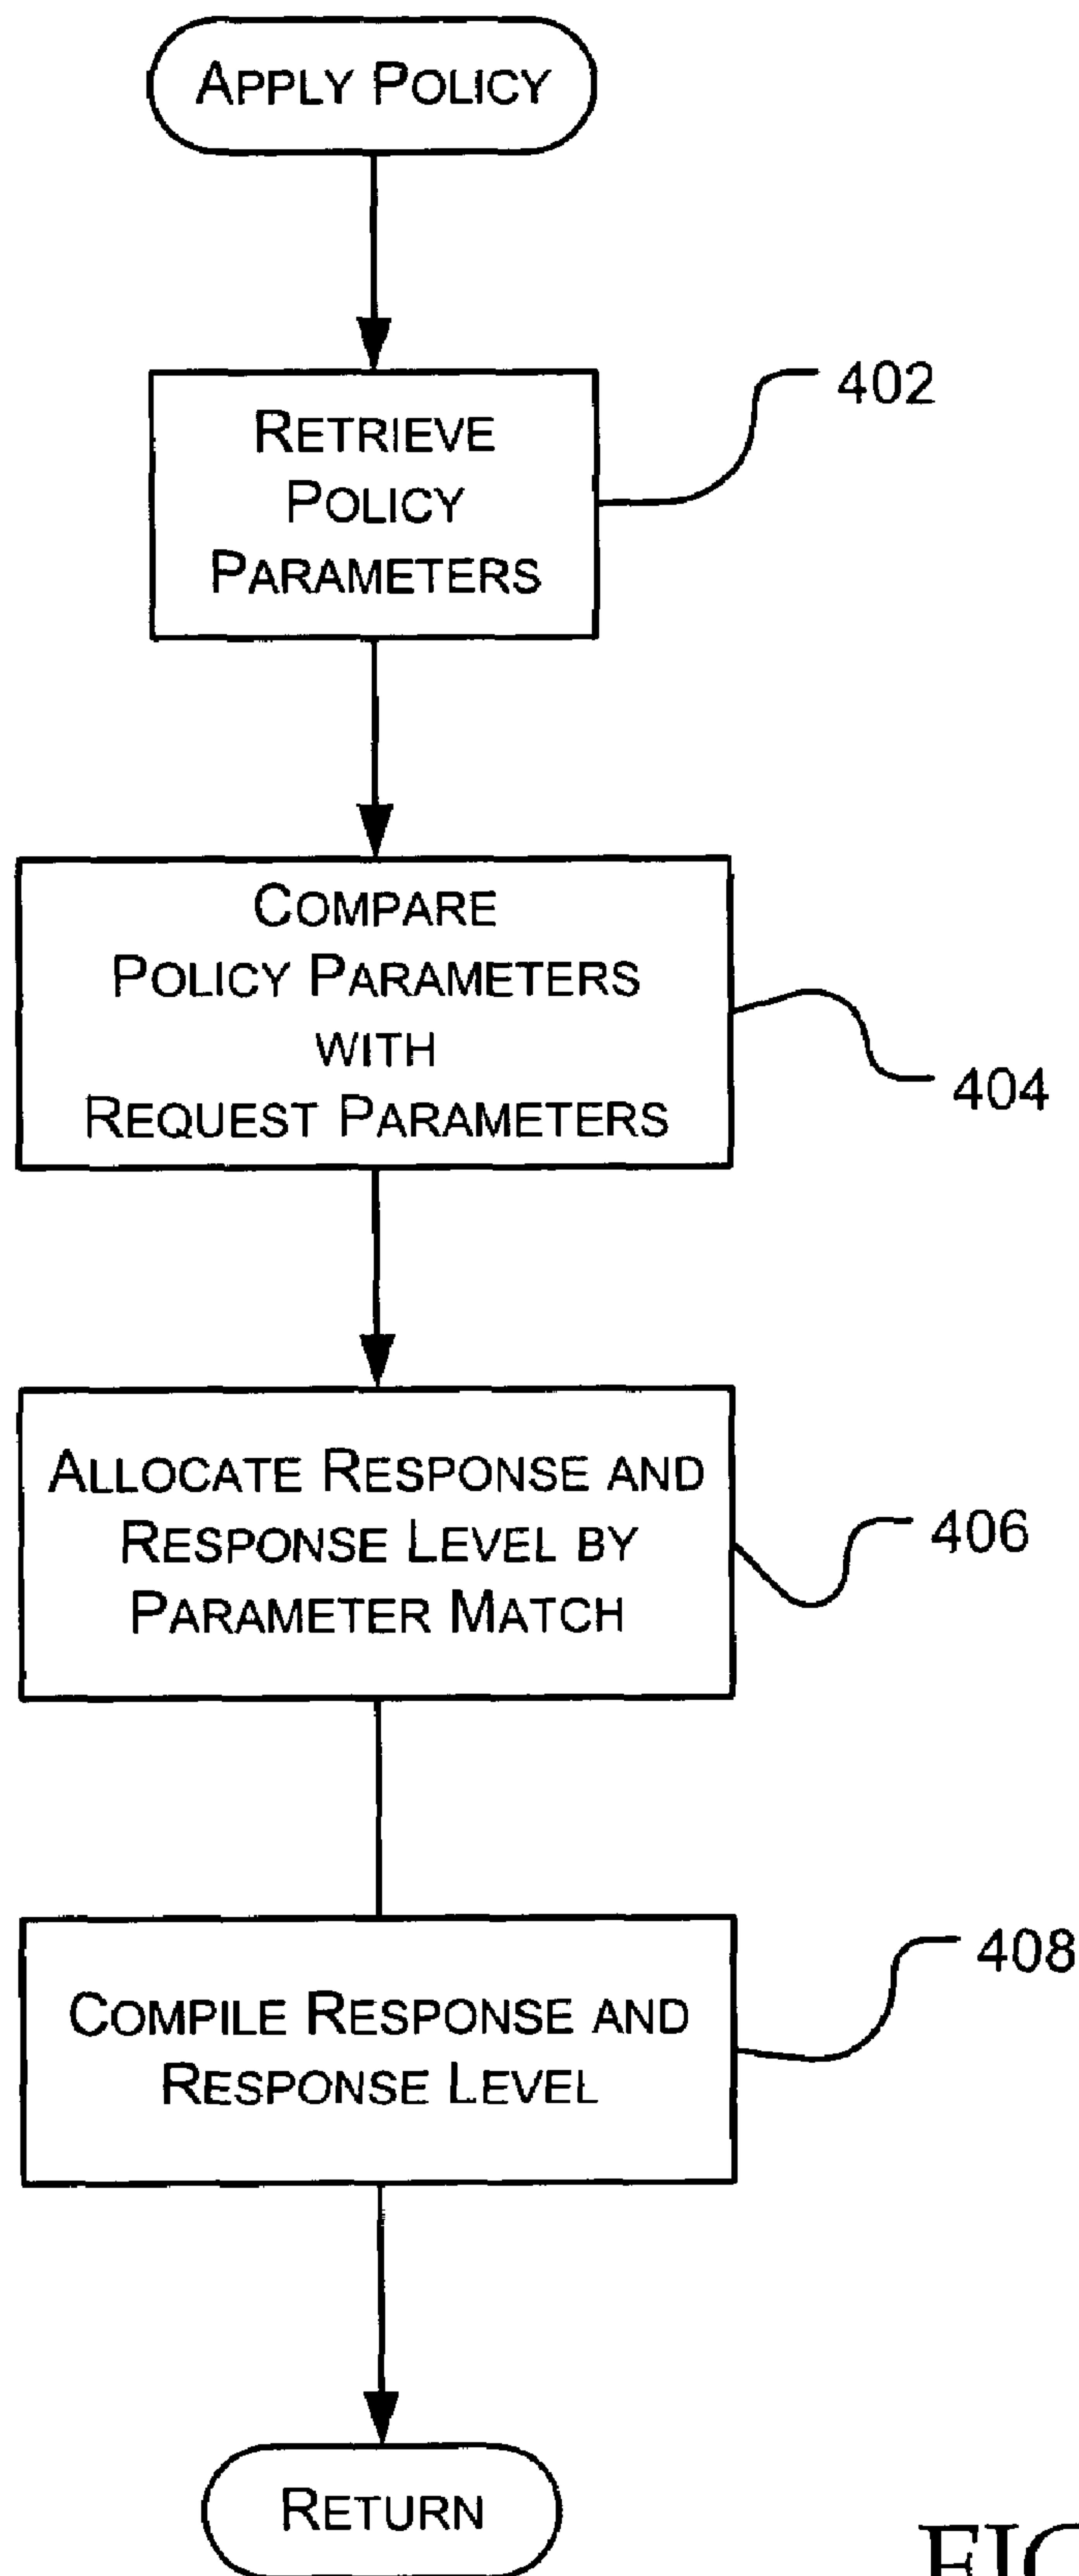 APPLY POLICY
RETRIEVE
POLICY
PARAMETERS
402
COMPARE
POLICY PARAMETERS
WITH
REQUEST PARAMETERS
404
ALLOCATE RESPONSE AND
RESPONSE LEVEL BY
PARAMETER MATCH
406
COMPILE RESPONSE AND
RESPONSE LEVEL
408
RETURN